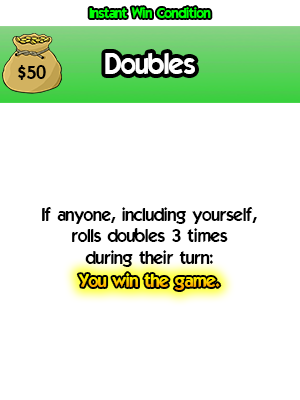 Instant Win Condition
$50
Doubles
If anyone, including yourself,
rolls doubles 3 times
during their turn:
You win the game.